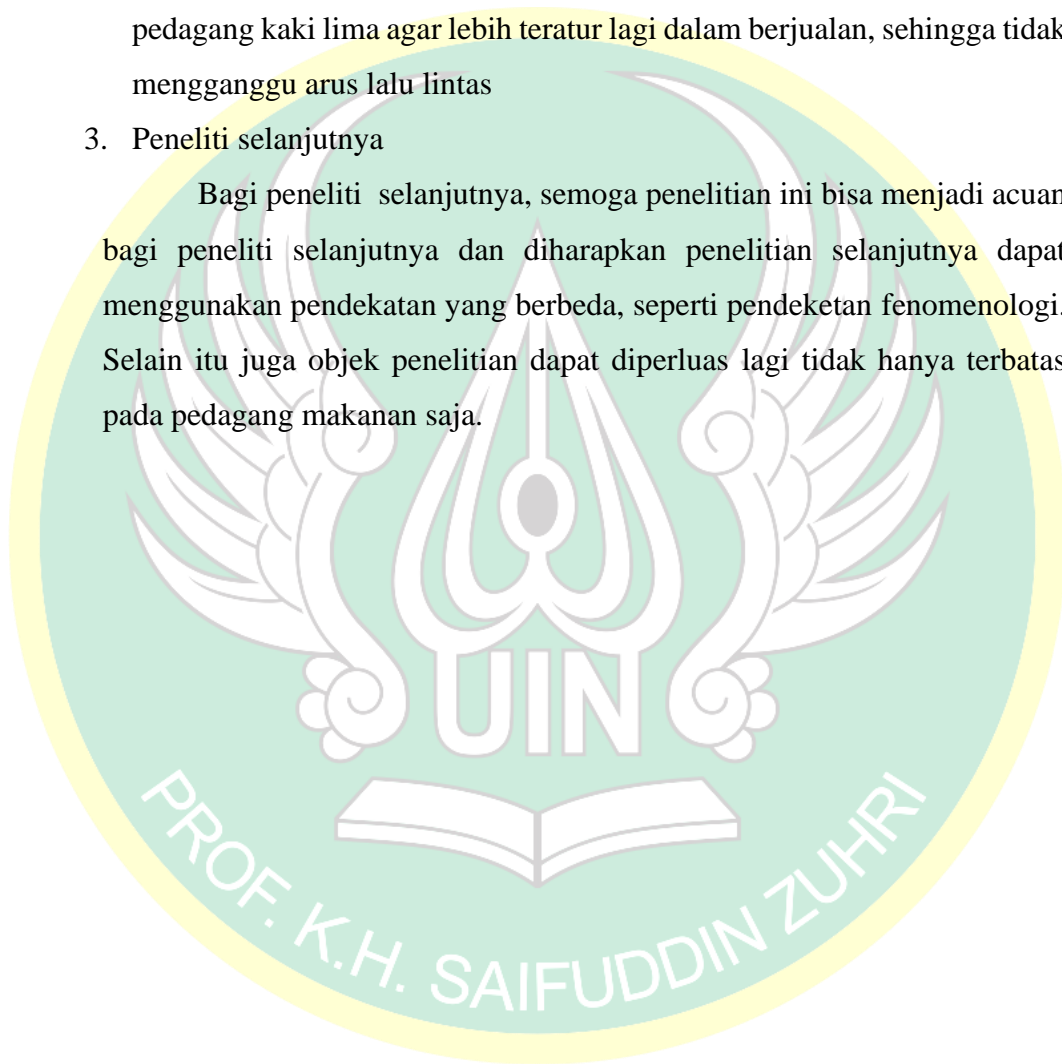 pedagang kaki lima agar lebih teratur lagi dalam berjualan, sehingga tidak
mengganggu arus lalu lintas
3. Peneliti selanjutnya
Bagi peneliti selanjutnya, semoga penelitian ini bisa menjadi acuan
bagi peneliti selanjutnya dan diharapkan penelitian selanjutnya dapat
menggunakan pendekatan yang berbeda, seperti pendeketan fenomenologi.
Selain itu juga objek penelitian dapat diperluas lagi tidak hanya terbatas
pada pedagang makanan saja.
UIN
PROF. K.H. SAIFUDDIN ZUHRI